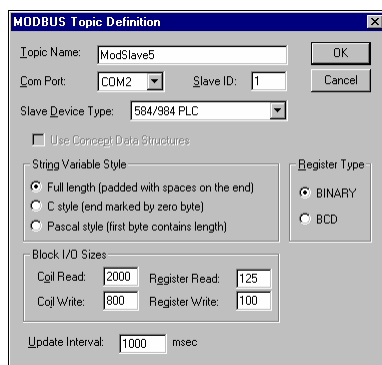 MODBUS Topic Definition
Topic Name: ModSlave5 OK
Com Port: COM2 Slave ID: 1 Cancel
Slave Device Type: 584/984 PLC
Use Concept Data Structures
String Variable Style Register Type
Full length (padded with spaces on the end)
C style (end marked by zero byte)
Pascal style (first byte contains length)
BINARY
BCD
Block I/O Sizes
Coil Read: 2000 Register Read: 125
Coil Write: 800 Register Write: 100
Update Interval: 1000 msec